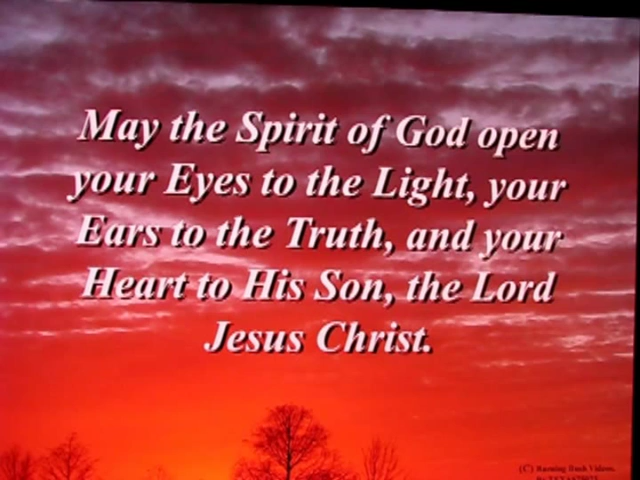 May the Spirit of God open
your Eyes to the Light, your
Ears to the Truth, and your
Heart to His Son, the Lord
Jesus Christ.
(C)